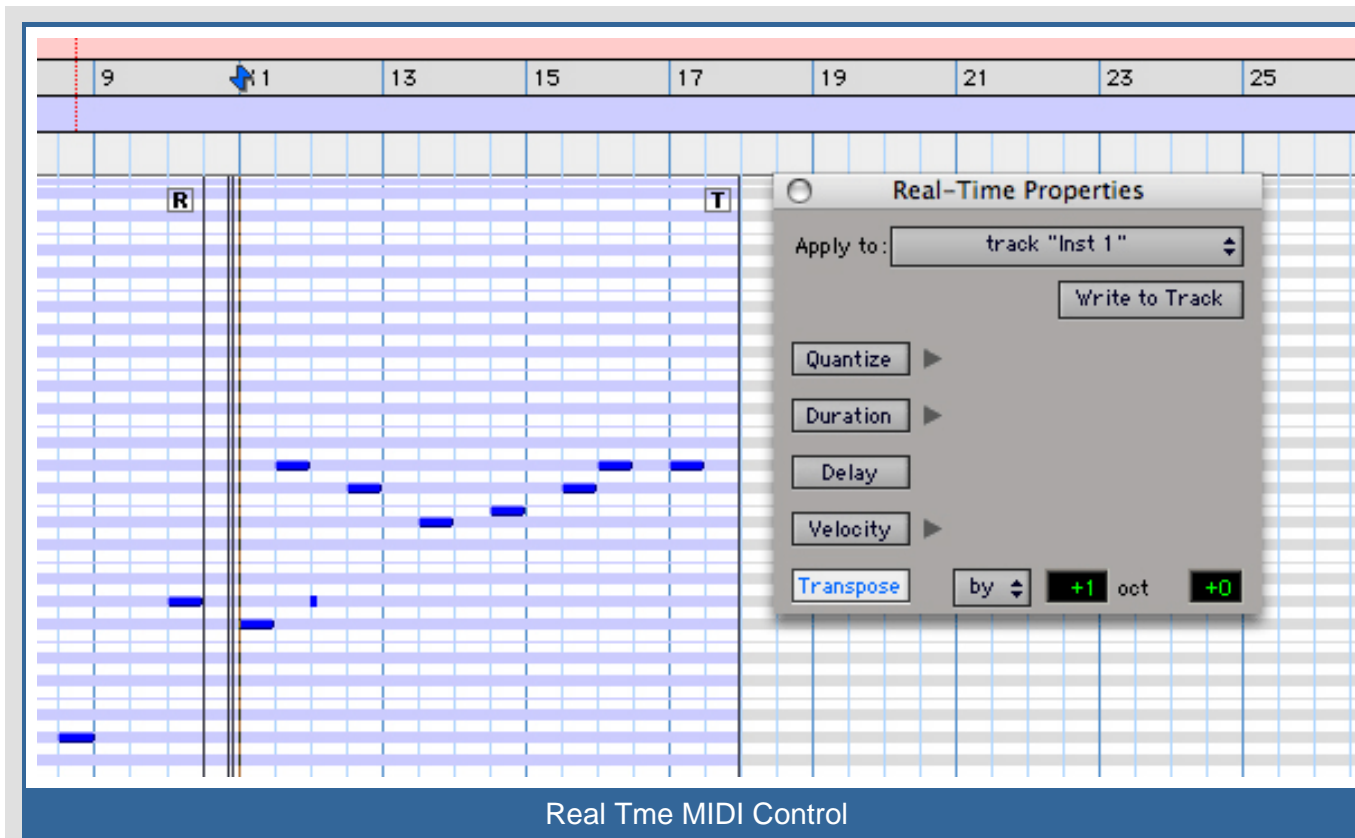 9 11 13 15 17 19 21 23 25
R T
Real-Time Properties
Apply to: track "Inst 1"
Write to Track
Quantize
Duration
Delay
Velocity
Transpose by +1 oct +0
Real Tme MIDI Control